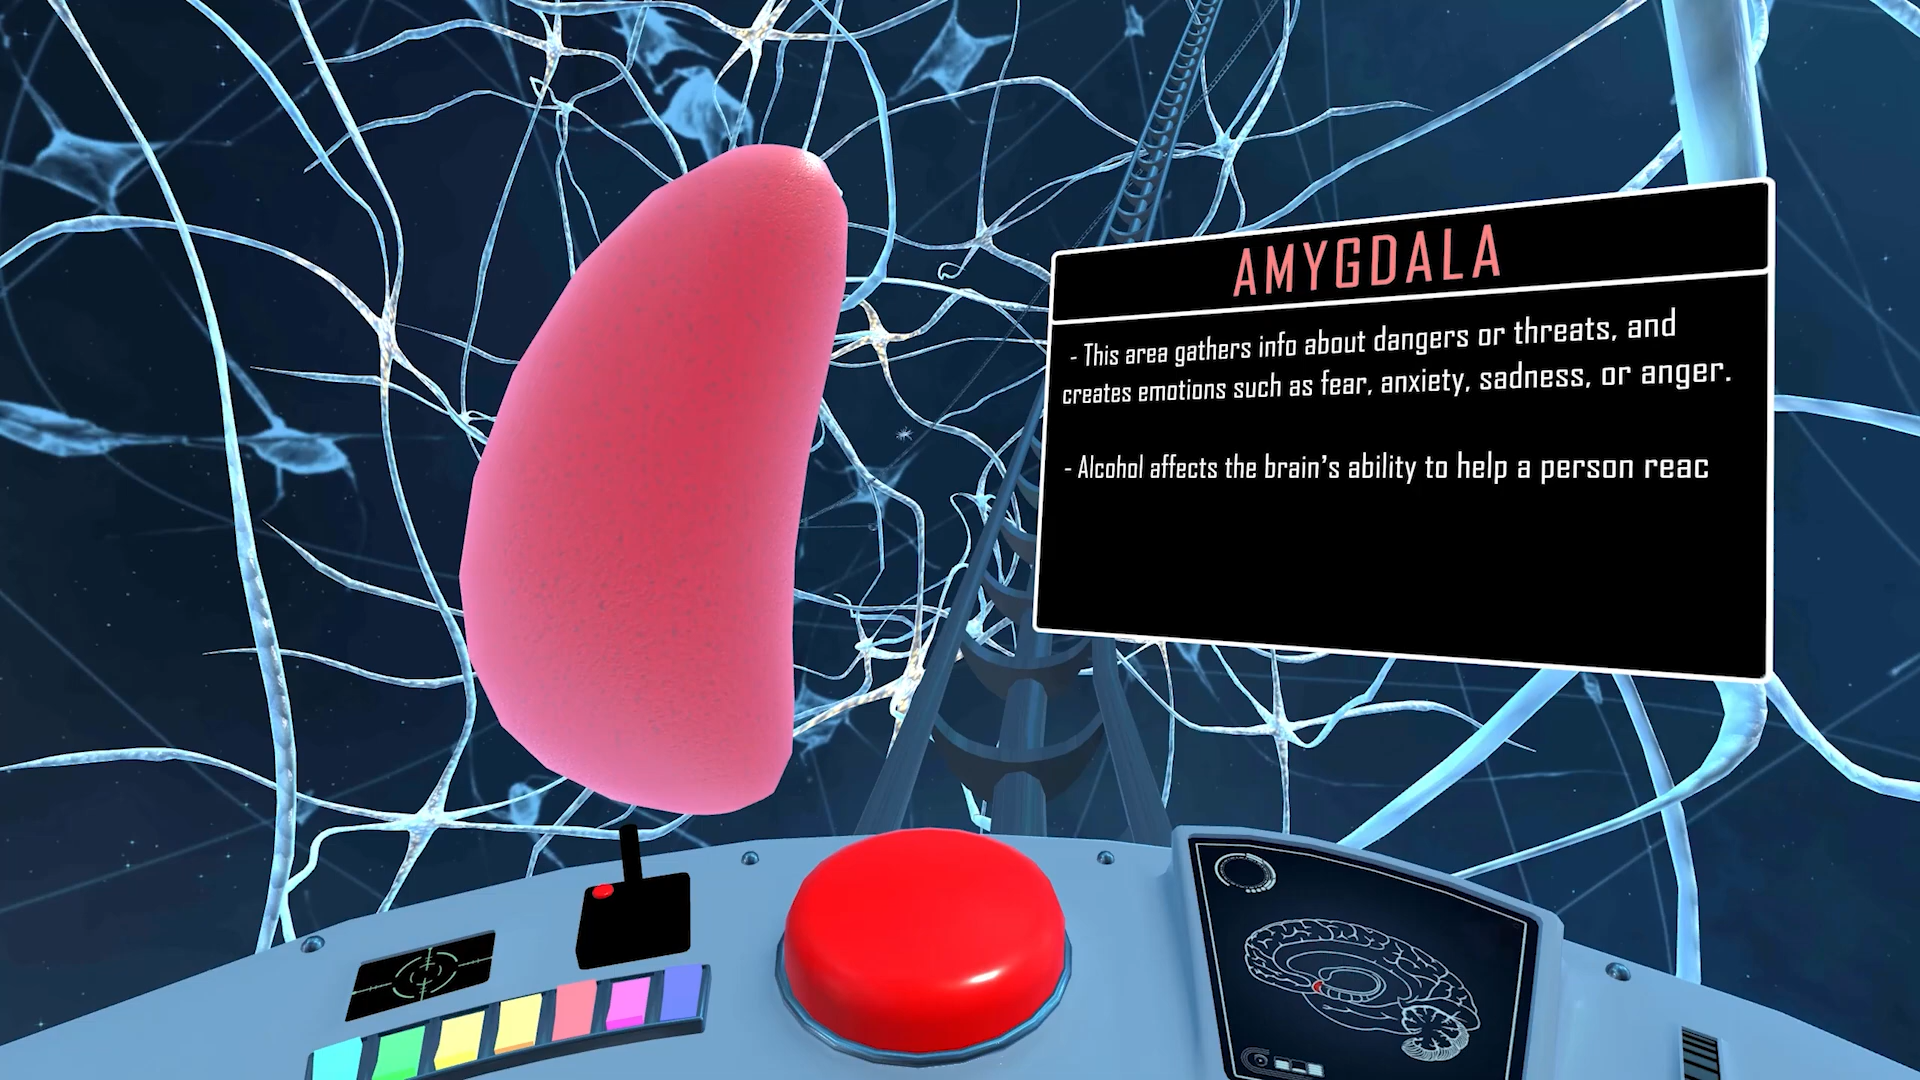 AMYGDALA
- This area gathers info about dangers or threats, and
creates emotions such as fear, anxiety, sadness, or anger.
- Alcohol affects the brain's ability to help a person reac